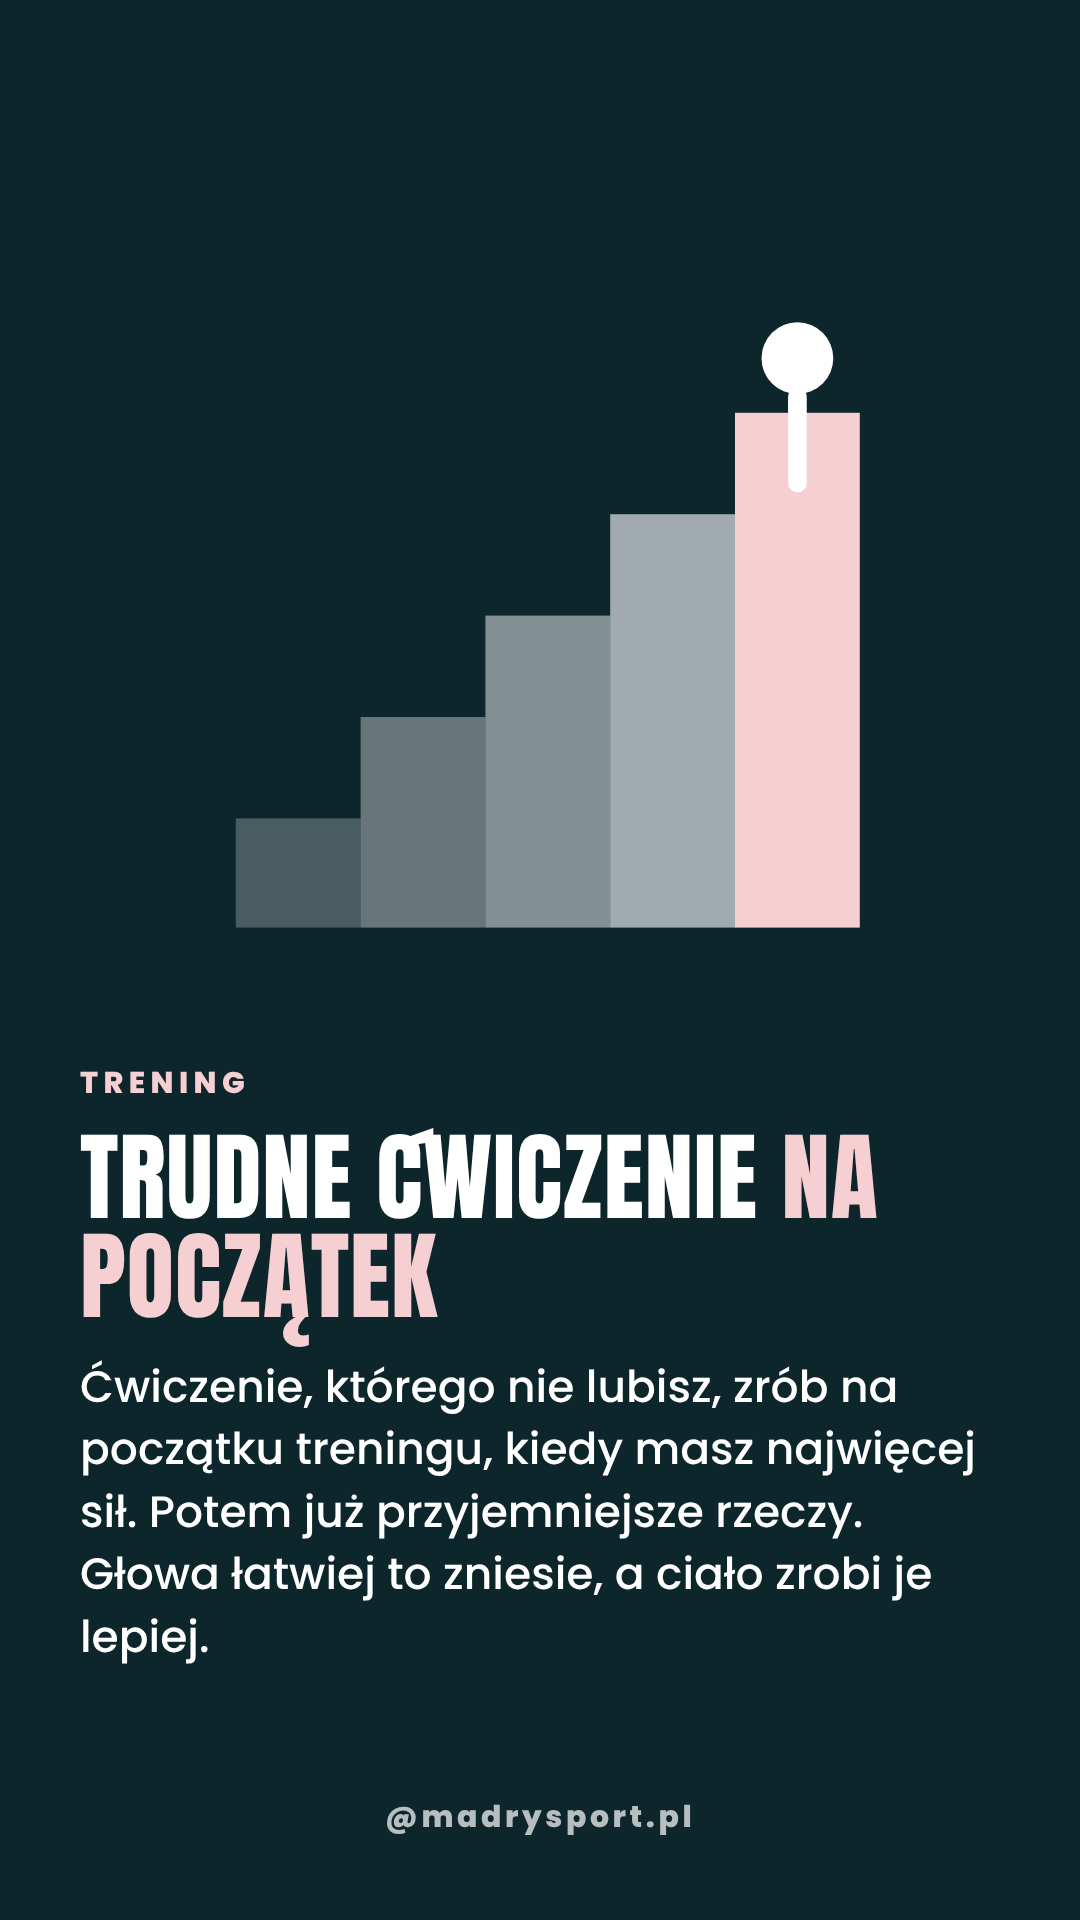 TRENING
TRUDNE ĆWICZENIE NA
POCZĄTEK
Ćwiczenie, którego nie lubisz, zrób na
początku treningu, kiedy masz najwięcej
sił. Potem już przyjemniejsze rzeczy.
Głowa łatwiej to zniesie, a ciało zrobi je
lepiej.
@madrysport.pl